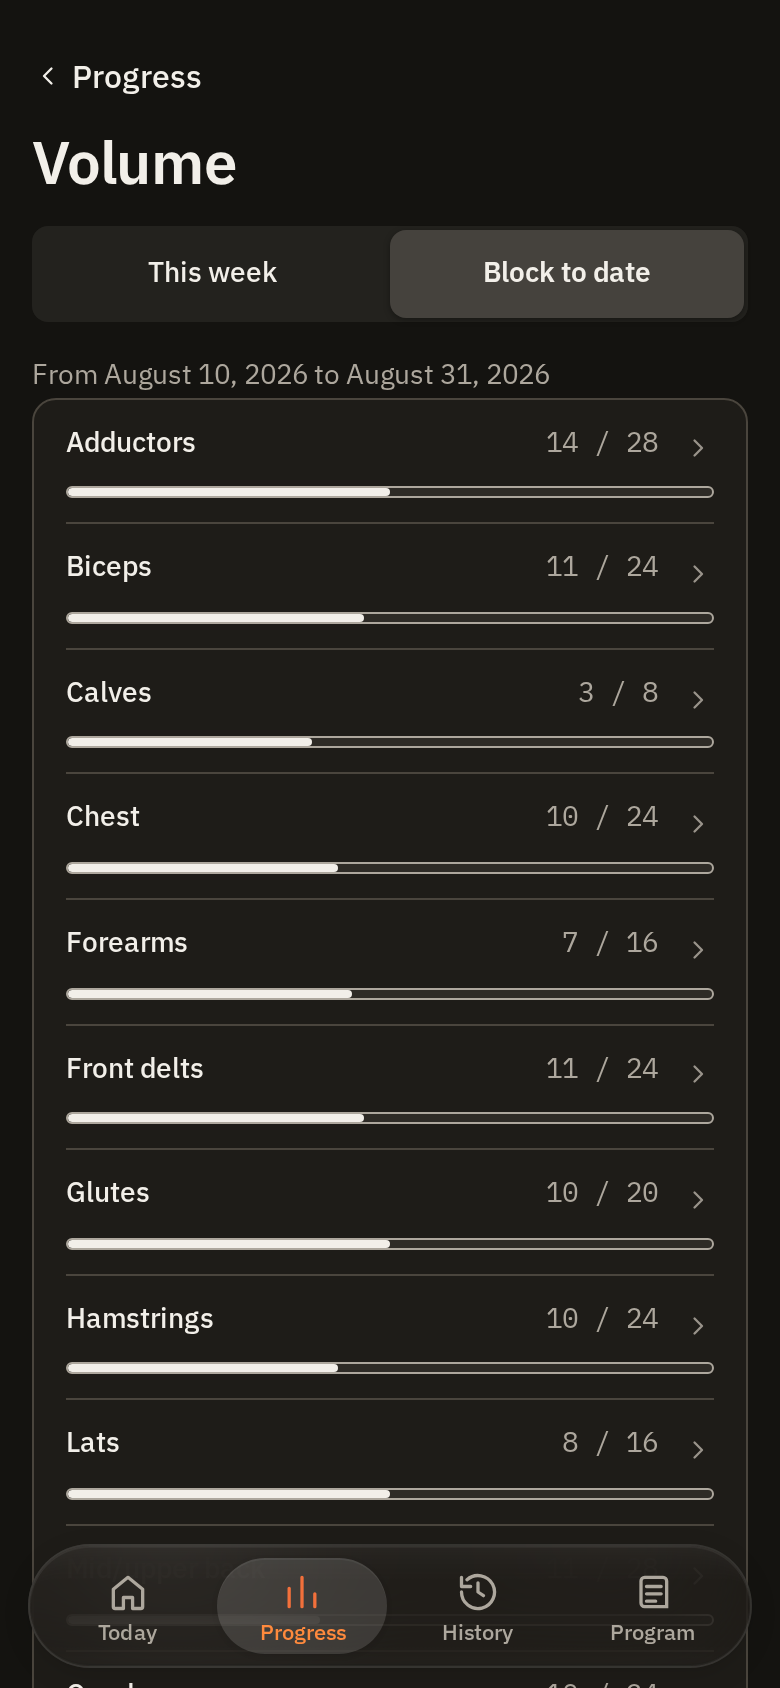 Progress
Volume
This week
Block to date
From August 10, 2026 to August 31, 2026
Adductors 14 / 28
Biceps 11 / 24
Calves 3 / 8
Chest 10 / 24
Forearms 7 / 16
Front delts 11 / 24
Glutes 10 / 20
Hamstrings 10 / 24
Lats 8 / 16
Today
Progress
History
Program